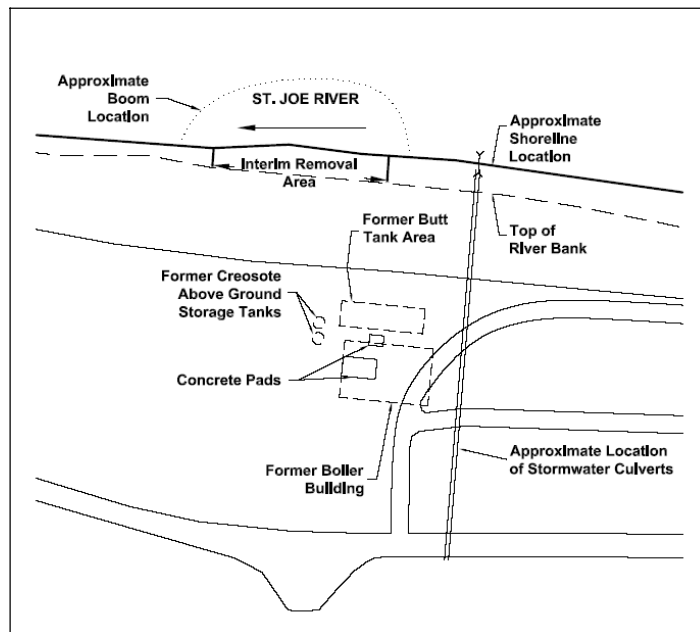 Approximate
Boom
Location
ST. JOE RIVER
Approximate
Shoreline
Location
Interim Removal
Area
Former Butt
Tank Area
Top of
River Bank
Former Creosote
Above Ground
Storage Tanks
Concrete Pads
Former Boiler
Building
Approximate Location
of Stormwater Culverts